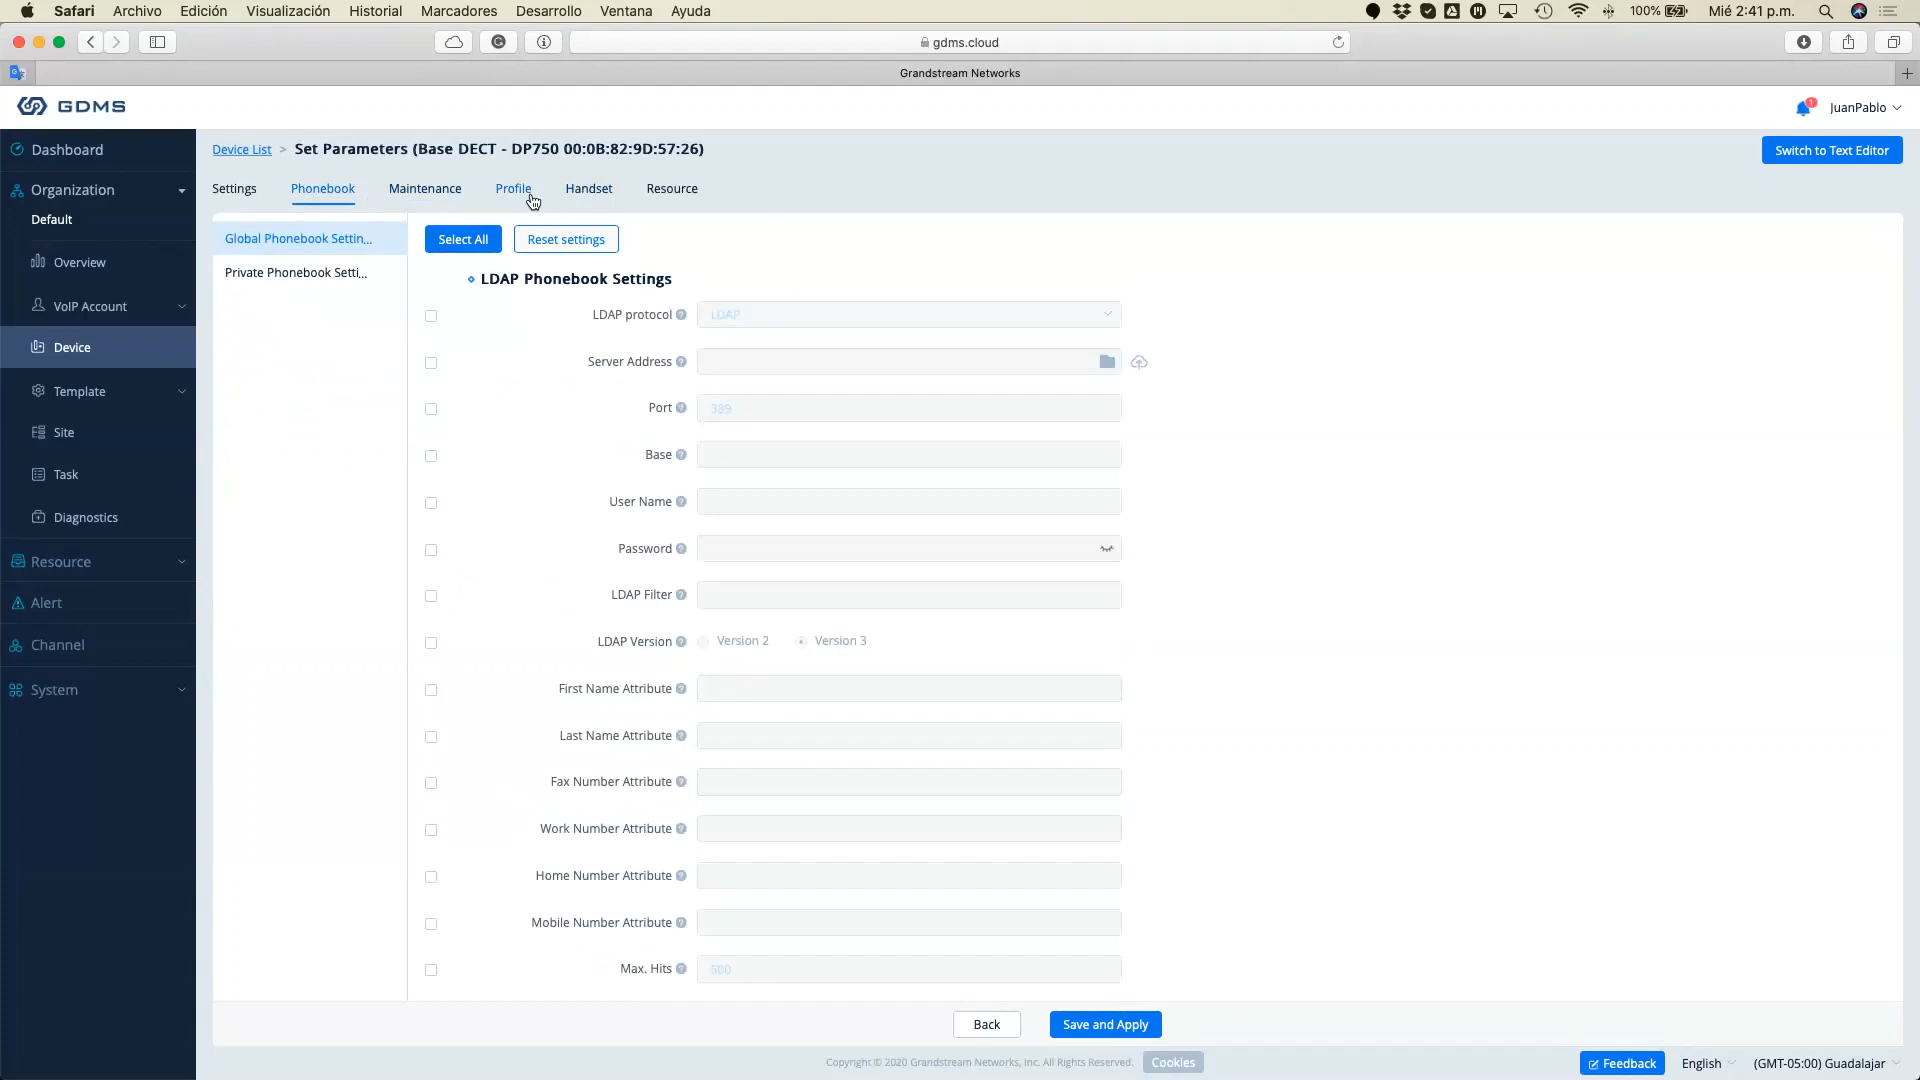 Safari Archivo Edición Visualización Historial Marcadores Desarrollo Ventana Ayuda 100% Mié 2:41 p.m.
gdms.cloud
Grandstream Networks
GDMS 1 JuanPablo
Dashboard
Organization
Default
Overview
VoIP Account
Device
Template
Site
Task
Diagnostics
Resource
Alert
Channel
System
Device List > Set Parameters (Base DECT - DP750 00:0B:82:9D:57:26) Switch to Text Editor
Settings Phonebook Maintenance Profile Handset Resource
Global Phonebook Settin...
Private Phonebook Setti...
Select All Reset settings
LDAP Phonebook Settings
LDAP protocol LDAP
Server Address
Port 389
Base
User Name
Password
LDAP Filter
LDAP Version Version 2 Version 3
First Name Attribute
Last Name Attribute
Fax Number Attribute
Work Number Attribute
Home Number Attribute
Mobile Number Attribute
Max. Hits 500
Back Save and Apply
Copyright © 2020 Grandstream Networks, Inc. All Rights Reserved. Cookies Feedback English (GMT-05:00) Guadalajar